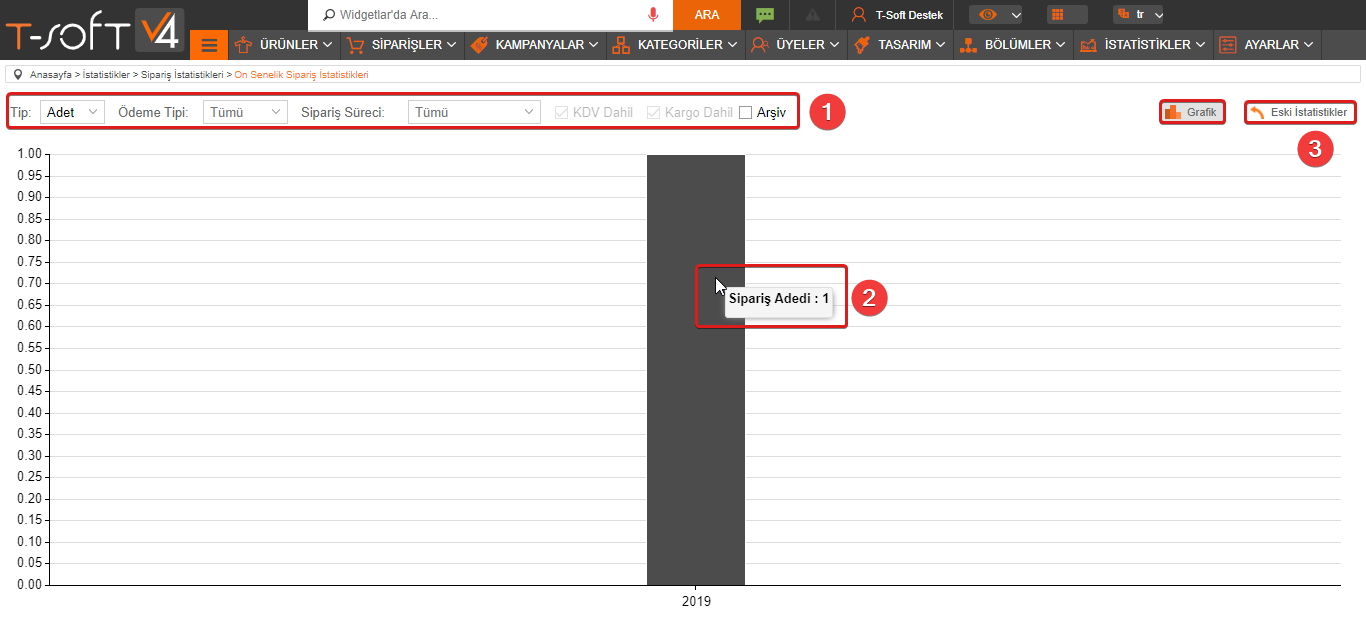 T-SOFT V4
Widgetlar'da Ara...
ARA
T-Soft Destek
tr
ÜRÜNLER
SİPARİŞLER
KAMPANYALAR
KATEGORİLER
ÜYELER
TASARIM
BÖLÜMLER
İSTATİSTİKLER
AYARLAR
Anasayfa > İstatistikler > Sipariş İstatistikleri > On Senelik Sipariş İstatistikleri
Tip: Adet Ödeme Tipi: Tümü Sipariş Süreci: Tümü KDV Dahil Kargo Dahil Arşiv
1
Grafik
Eski İstatistikler
3
1.00
0.95
0.90
0.85
0.80
0.75
0.70
0.65
0.60
0.55
0.50
0.45
0.40
0.35
0.30
0.25
0.20
0.15
0.10
0.05
0.00
Sipariş Adedi : 1
2
2019